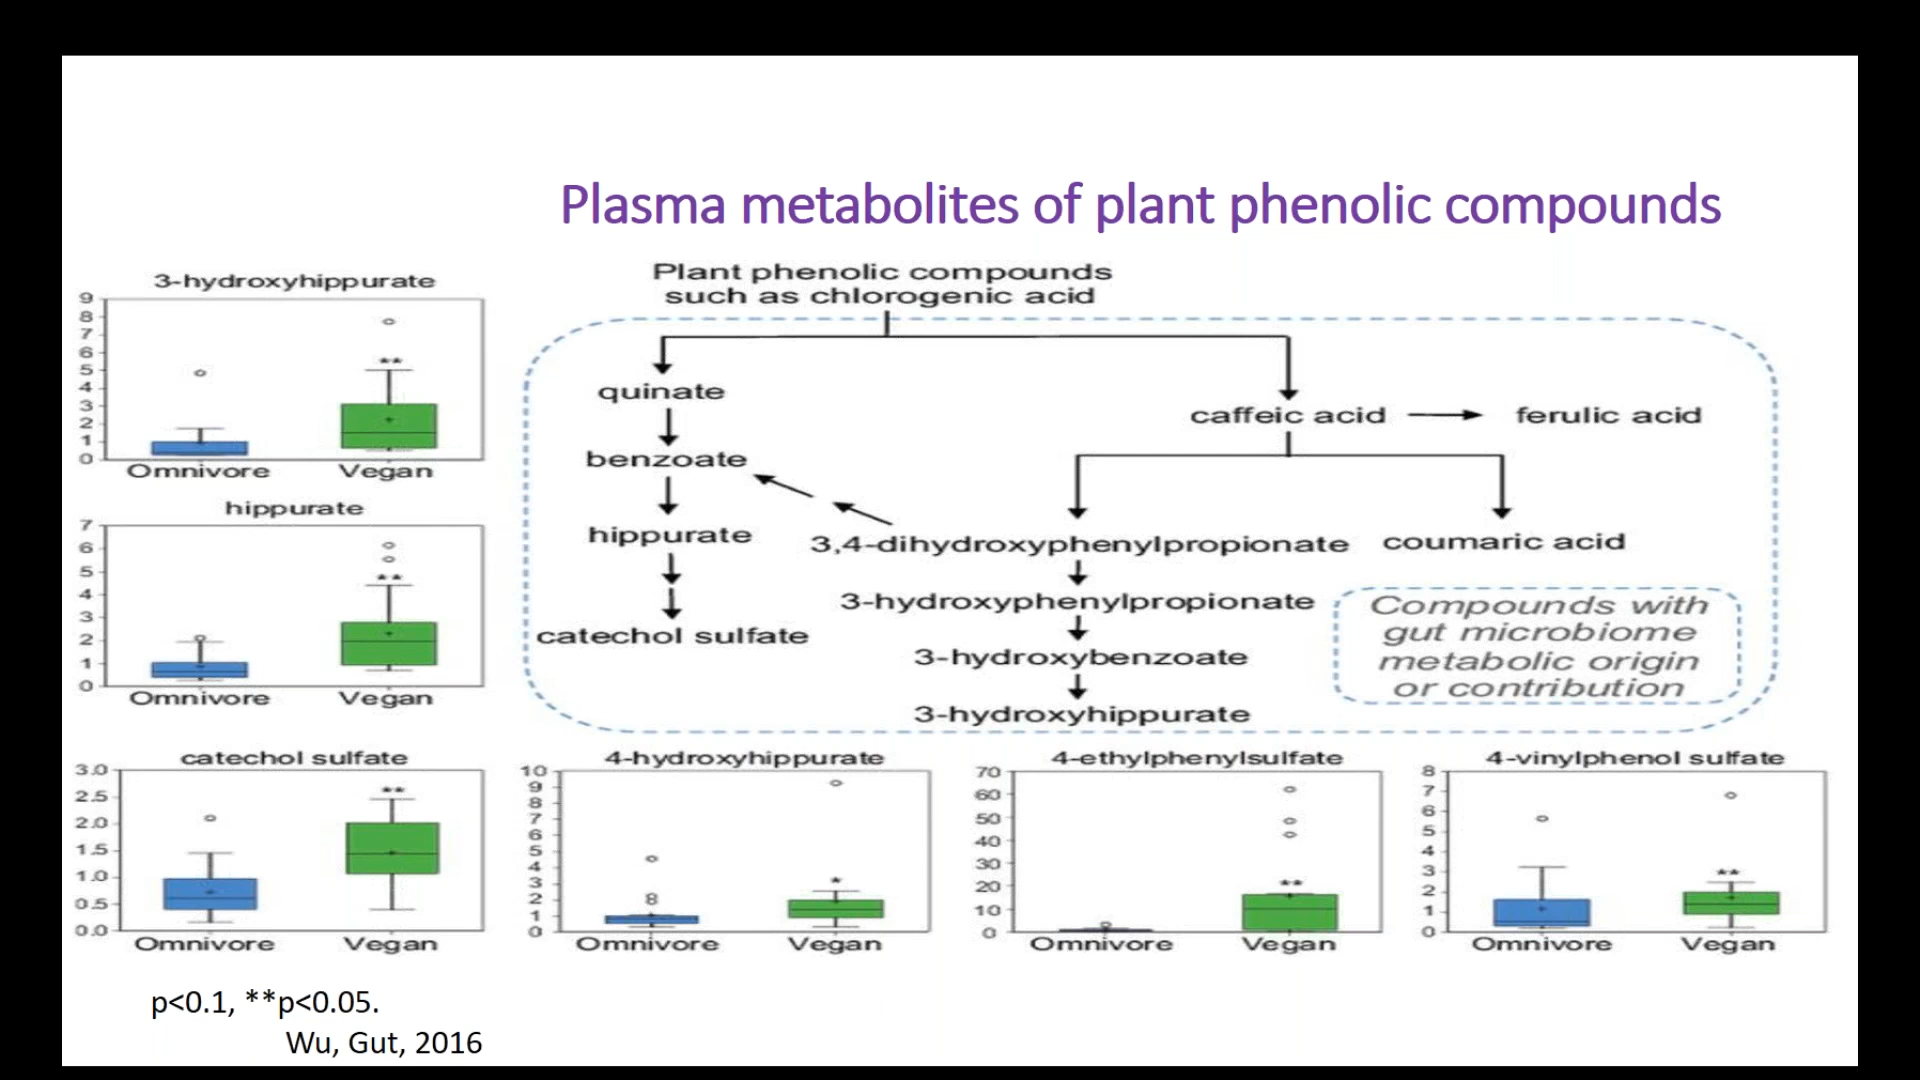 Plasma metabolites of plant phenolic compounds
3-hydroxyhippurate
9
8
7
6
5
4
3
2
1
0
**
Omnivore Vegan
hippurate
7
6
5
4
3
2
1
0
**
Omnivore Vegan
Plant phenolic compounds
such as chlorogenic acid
quinate
caffeic acid ferulic acid
benzoate
hippurate
3,4-dihydroxyphenylpropionate coumaric acid
3-hydroxyphenylpropionate
catechol sulfate
3-hydroxybenzoate
3-hydroxyhippurate
Compounds with
gut microbiome
metabolic origin
or contribution
catechol sulfate
3.0
2.5
2.0
1.5
1.0
0.5
0.0
**
Omnivore Vegan
4-hydroxyhippurate
10
9
8
7
6
5
4
3
2
1
0
*
Omnivore Vegan
4-ethylphenylsulfate
70
60
50
40
30
20
10
0
**
Omnivore Vegan
4-vinylphenol sulfate
8
7
6
5
4
3
2
1
0
**
Omnivore Vegan
p<0.1, **p<0.05.
Wu, Gut, 2016